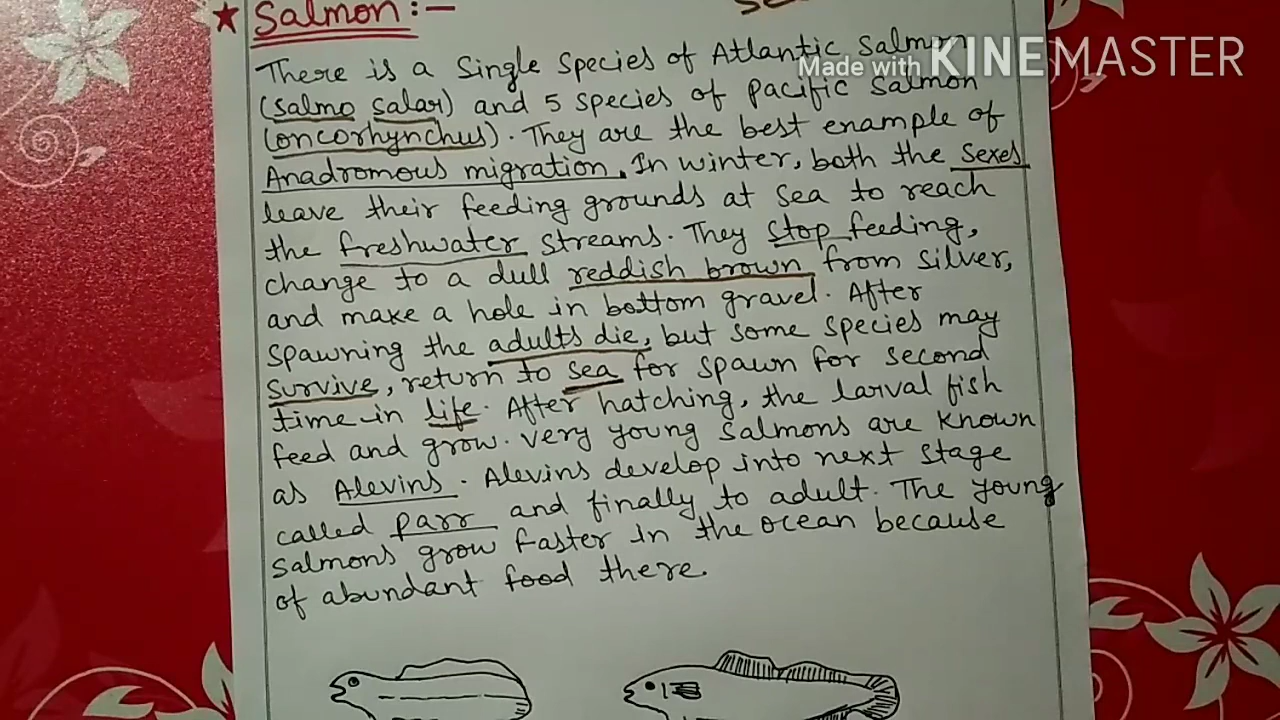 ★ Salmon :-
There is a single species of Atlantic Salmon
Made with KINEMASTER
(Salmo salar) and 5 species of pacific salmon
(oncorhynchus). They are the best enample of
Anadromous migration. In winter, both the sexes
leave their feeding grounds at sea to reach
the freshwater streams. They stop feeding,
change to a dull reddish brown from silver,
and make a hole in bottom gravel. After
spawning the adults die, but some species may
survive, return to sea for spawn for second
time in life. After hatching, the larval fish
feed and grow. Very young salmons are known
as Alevins. Alevins develop into next stage
called parr and finally to adult. The young
salmons grow faster in the ocean because
of abundant food there.